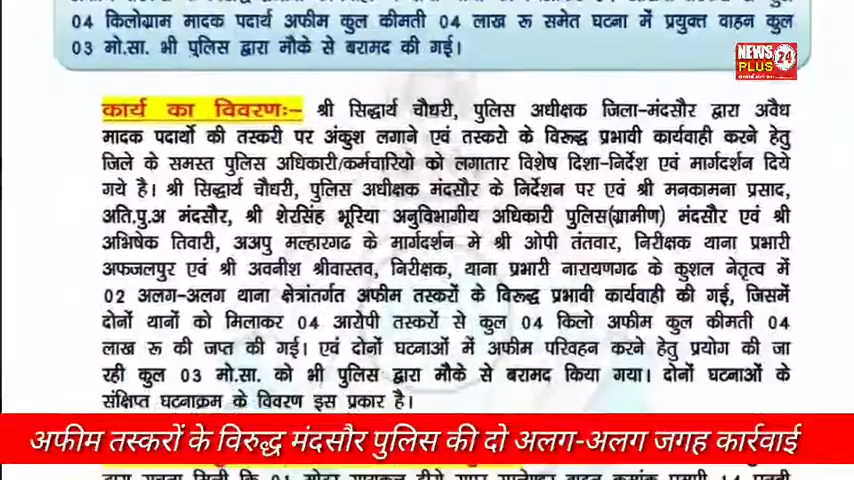 04 किलोग्राम मादक पदार्थ अफीम कुल कीमती 04 लाख रू समेत घटना में प्रयुक्त वाहन कुल
03 मो.सा. भी पुलिस द्वारा मौके से बरामद की गई।
NEWS
PLUS 24
कार्य का विवरणः– श्री सिद्धार्थ चौधरी, पुलिस अधीक्षक जिला-मंदसौर द्वारा अवैध
मादक पदार्थो की तस्करी पर अंकुश लगाने एवं तस्करो के विरूद्ध प्रभावी कार्यवाही करने हेतु
जिले के समस्त पुलिस अधिकारी/कर्मचारियो को लगातार विशेष दिशा-निर्देश एवं मार्गदर्शन दिये
गये है। श्री सिद्धार्थ चौधरी, पुलिस अधीक्षक मंदसौर के निर्देशन पर एवं श्री मनकामना प्रसाद,
अति.पु.अ मंदसौर, श्री शेरसिंह भूरिया अनुविभागीय अधिकारी पुलिस(ग्रामीण) मंदसौर एवं श्री
अभिषेक तिवारी, अअपु मल्हारगढ के मार्गदर्शन मे श्री ओपी तंतवार, निरीक्षक थाना प्रभारी
अफजलपुर एवं श्री अवनीश श्रीवास्तव, निरीक्षक, थाना प्रभारी नारायणगढ के कुशल नेतृत्व में
02 अलग-अलग थाना क्षेत्रांतर्गत अफीम तस्करों के विरूद्ध प्रभावी कार्यवाही की गई, जिसमें
दोनों थानों को मिलाकर 04 आरोपी तस्करों से कुल 04 किलो अफीम कुल कीमती 04
लाख रू की जप्त की गई। एवं दोनों घटनाओं में अफीम परिवहन करने हेतु प्रयोग की जा
रही कुल 03 मो.सा. को भी पुलिस द्वारा मौके से बरामद किया गया। दोनों घटनाओं के
संक्षिप्त घटनाक्रम के विवरण इस प्रकार है।
अफीम तस्करों के विरुद्ध मंदसौर पुलिस की दो अलग-अलग जगह कार्रवाई